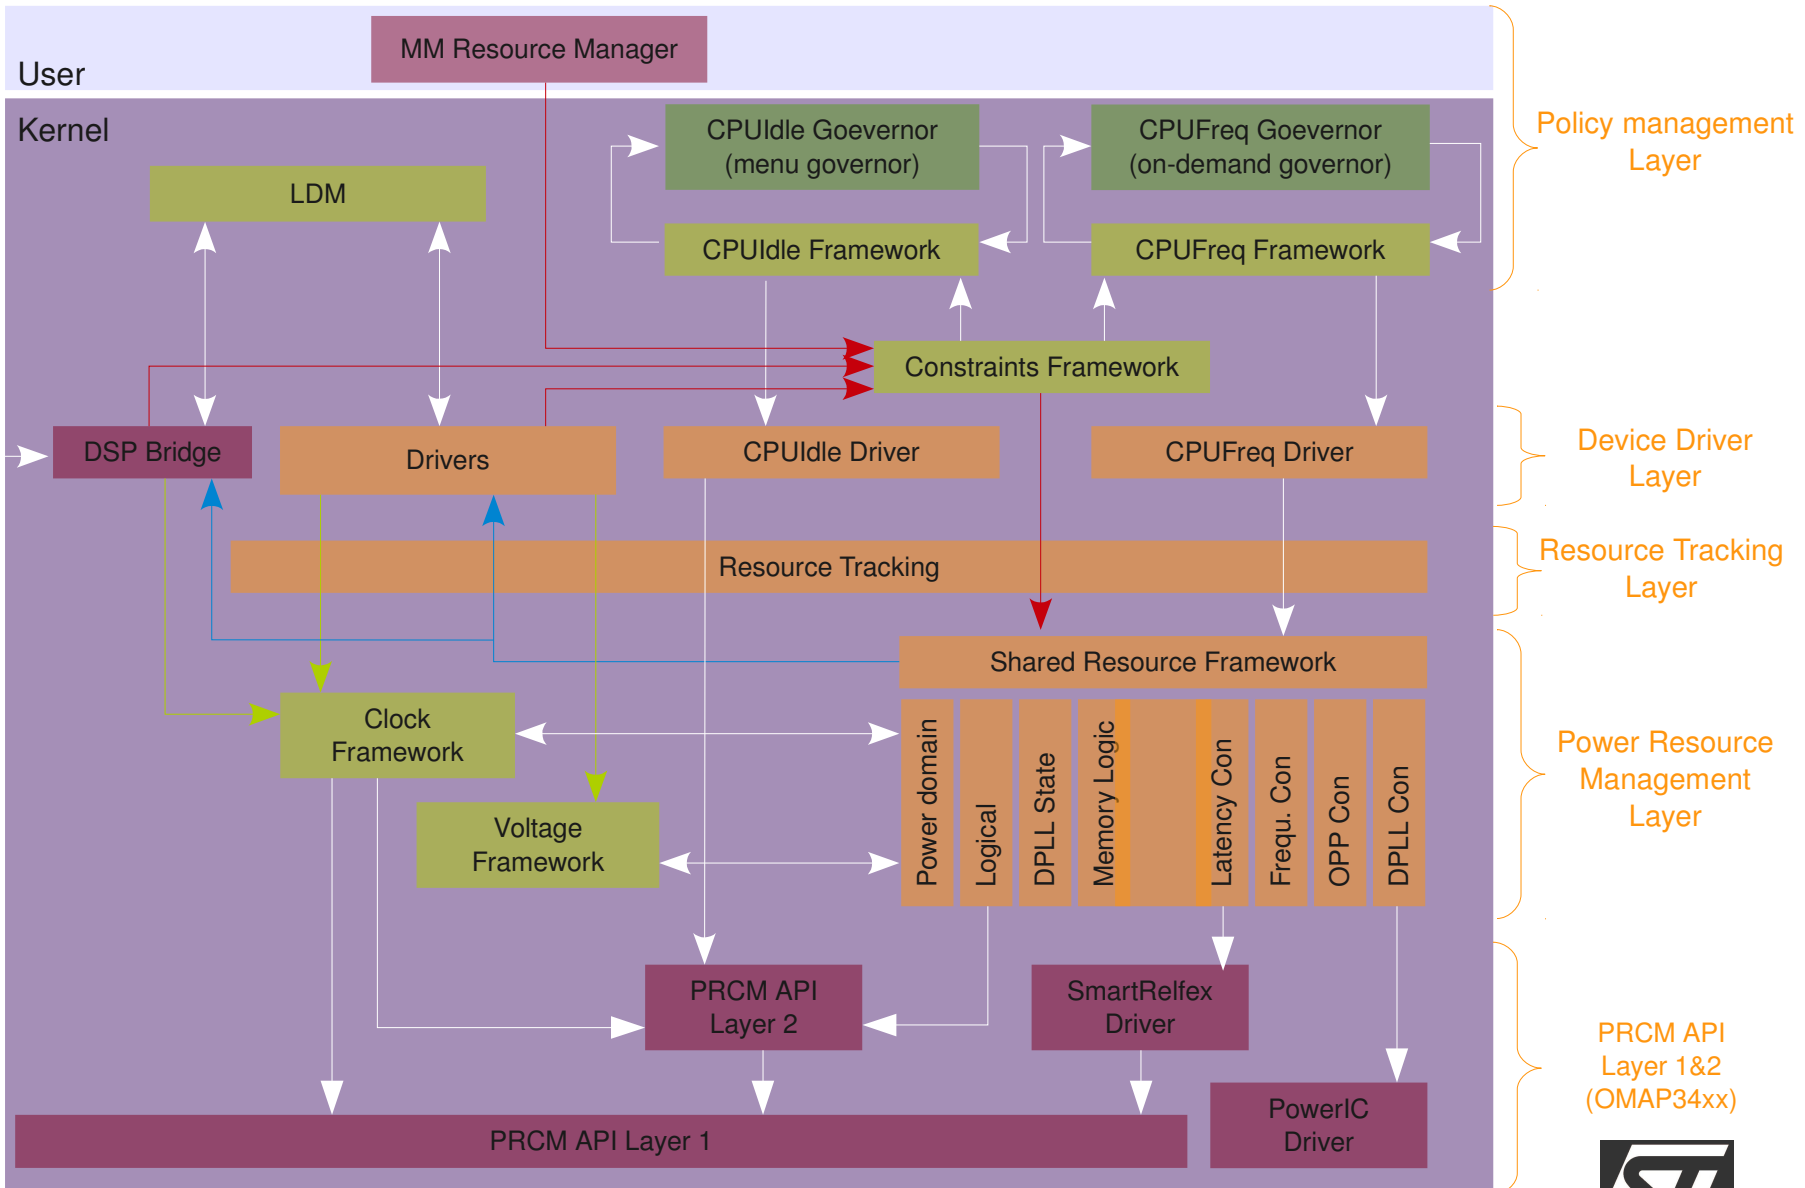 MM Resource Manager
User
Kernel
CPUIdle Goevernor
(menu governor)
CPUFreq Goevernor
(on-demand governor)
Policy management
Layer
LDM
CPUIdle Framework
CPUFreq Framework
Constraints Framework
DSP Bridge
Drivers
CPUIdle Driver
CPUFreq Driver
Device Driver
Layer
Resource Tracking
Resource Tracking
Layer
Shared Resource Framework
Clock
Framework
Voltage
Framework
Power domain
Logical
DPLL State
Memory Logic
Latency Con
Frequ. Con
OPP Con
DPLL Con
Power Resource
Management
Layer
PRCM API
Layer 2
SmartRelfex
Driver
PRCM API
Layer 1&2
(OMAP34xx)
PowerIC
Driver
PRCM API Layer 1